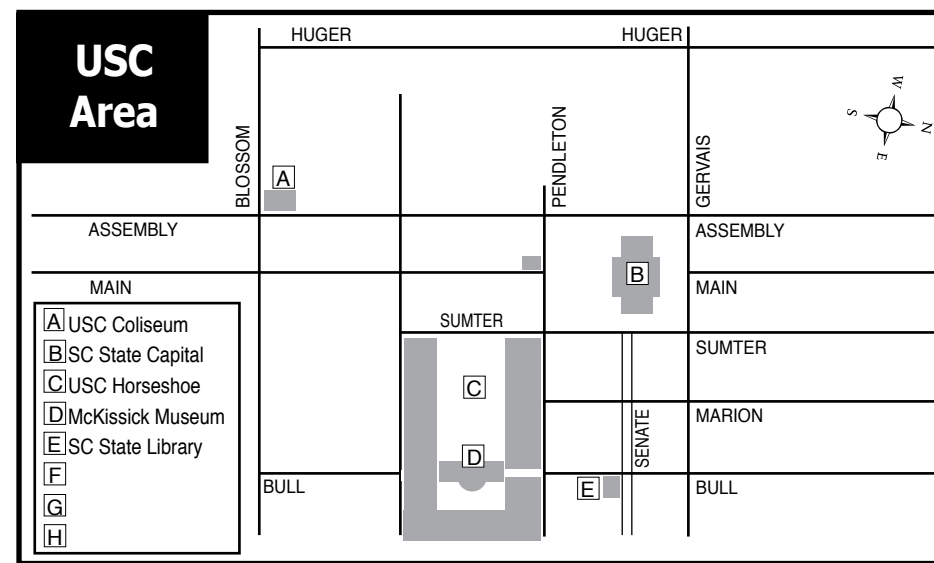 USC
Area
HUGER
HUGER
W
N
S
E
BLOSSOM
PENDLETON
GERVAIS
A
ASSEMBLY
ASSEMBLY
B
MAIN
MAIN
A USC Coliseum
B SC State Capital
C USC Horseshoe
D McKissick Museum
E SC State Library
F
G
H
SUMTER
SUMTER
C
MARION
SENATE
D
BULL
E
BULL